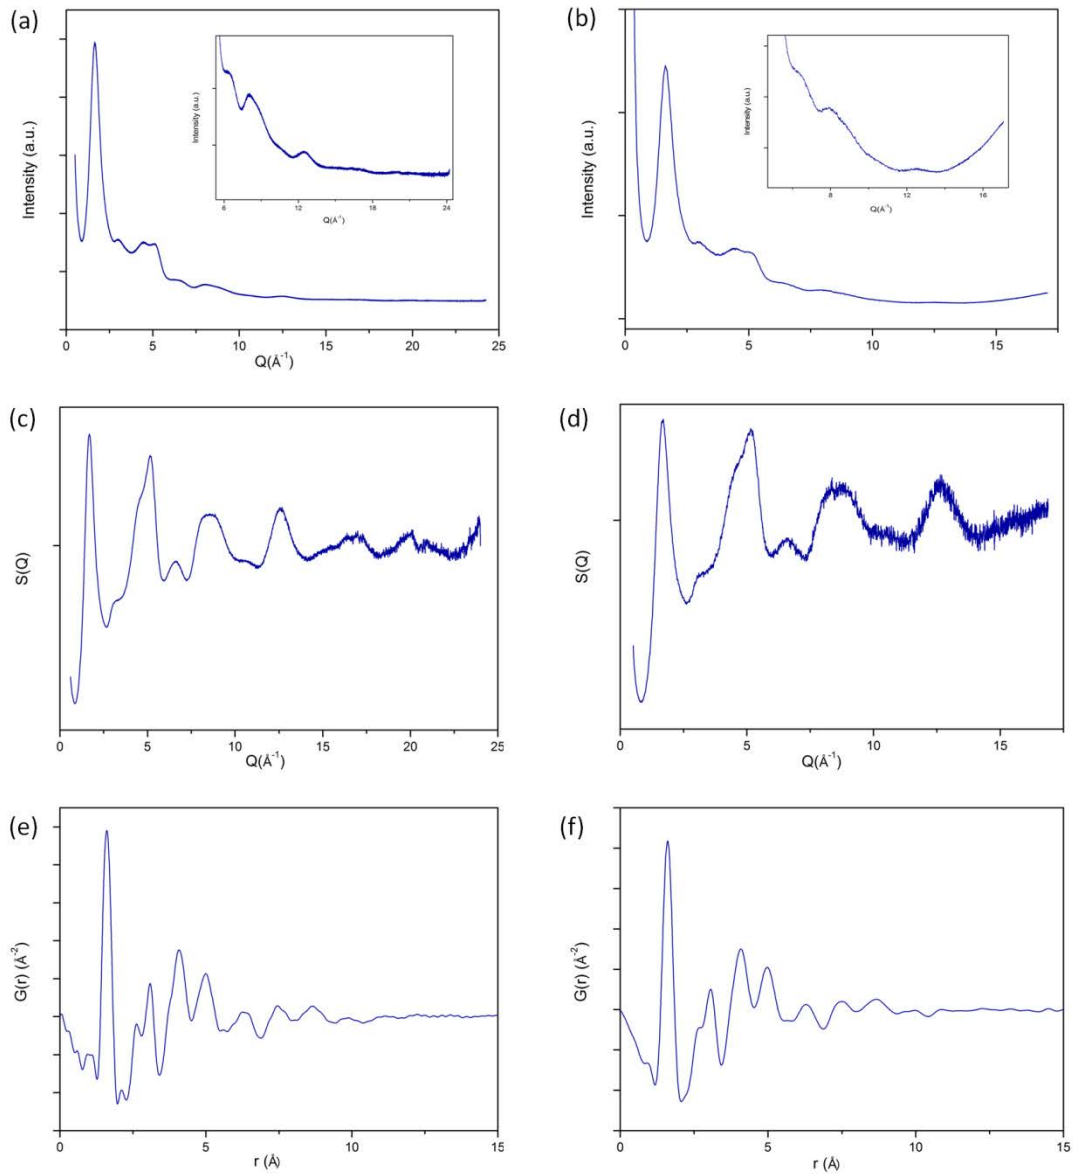 (a)
Intensity (a.u.)
Intensity (a.u.)
6 12 18 24
Q(Å⁻¹)
0 5 10 15 20 25
Q(Å⁻¹)
(b)
Intensity (a.u.)
Intensity (a.u.)
8 12 16
Q(Å⁻¹)
0 5 10 15
(c)
S(Q)
0 5 10 15 20 25
Q(Å⁻¹)
(d)
S(Q)
0 5 10 15
Q(Å⁻¹)
(e)
G(r) (Å⁻²)
0 5 10 15
r (Å)
(f)
G(r) (Å⁻²)
0 5 10 15
r (Å)